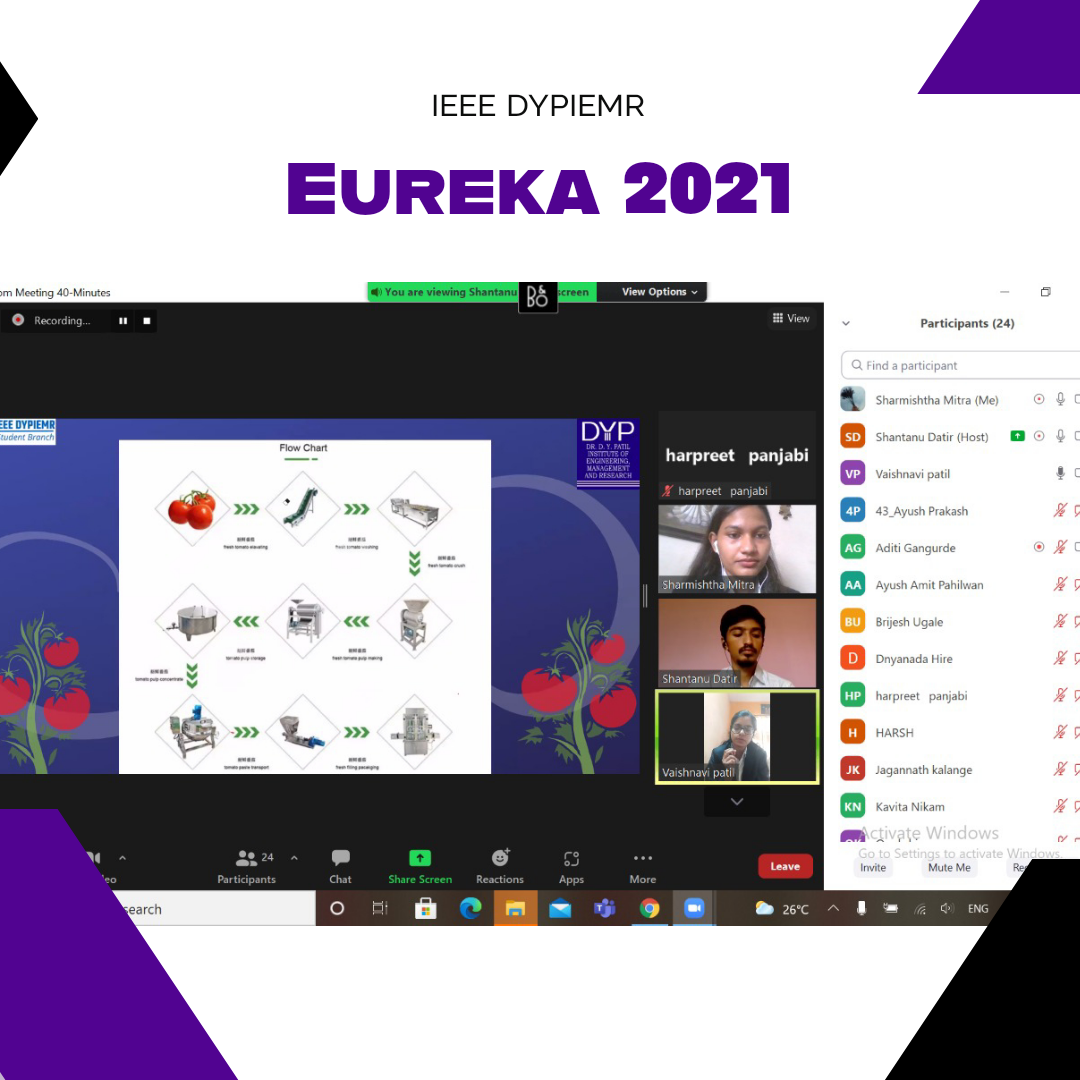 IEEE DYPIEMR
EUREKA 2021
om Meeting 40-Minutes
You are viewing Shantanu
screen
View Options
B&O
Recording...
View
IEEE DYPIEMR
Student Branch
DYP
DR. D. Y. PATIL
INSTITUTE OF
ENGINEERING,
MANAGEMENT
AND RESEARCH
Flow Chart
fresh tomato elevating
fresh tomato washing
fresh tomato crush
tomato pulp storage
fresh tomato pulp making
tomato pulp concentrate
tomato paste transport
fresh filling packaging
harpreet panjabi
harpreet panjabi
Sharmishtha Mitra
Shantanu Datir
Vaishnavi patil
Participants (24)
Find a participant
Sharmishtha Mitra (Me)
SD Shantanu Datir (Host)
VP Vaishnavi patil
4P 43_Ayush Prakash
AG Aditi Gangurde
AA Ayush Amit Pahilwan
BU Brijesh Ugale
D Dnyanada Hire
HP harpreet panjabi
H HARSH
JK Jagannath kalange
KN Kavita Nikam
Activate Windows
Go to Settings to activate Windows.
Invite
Mute Me
Re
eo
24
Participants
Chat
Share Screen
Reactions
Apps
More
Leave
search
26°C
ENG